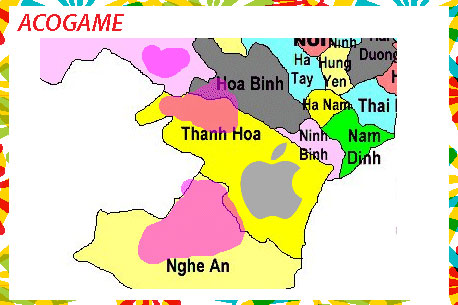 ACOGAME
NOI
Ninh
Duong
Ha
Tay
Hung
Yen
Hoa Binh
Ha Nam
Thai
Thanh Hoa
Ninh
Binh
Nam
Dinh
Nghe An